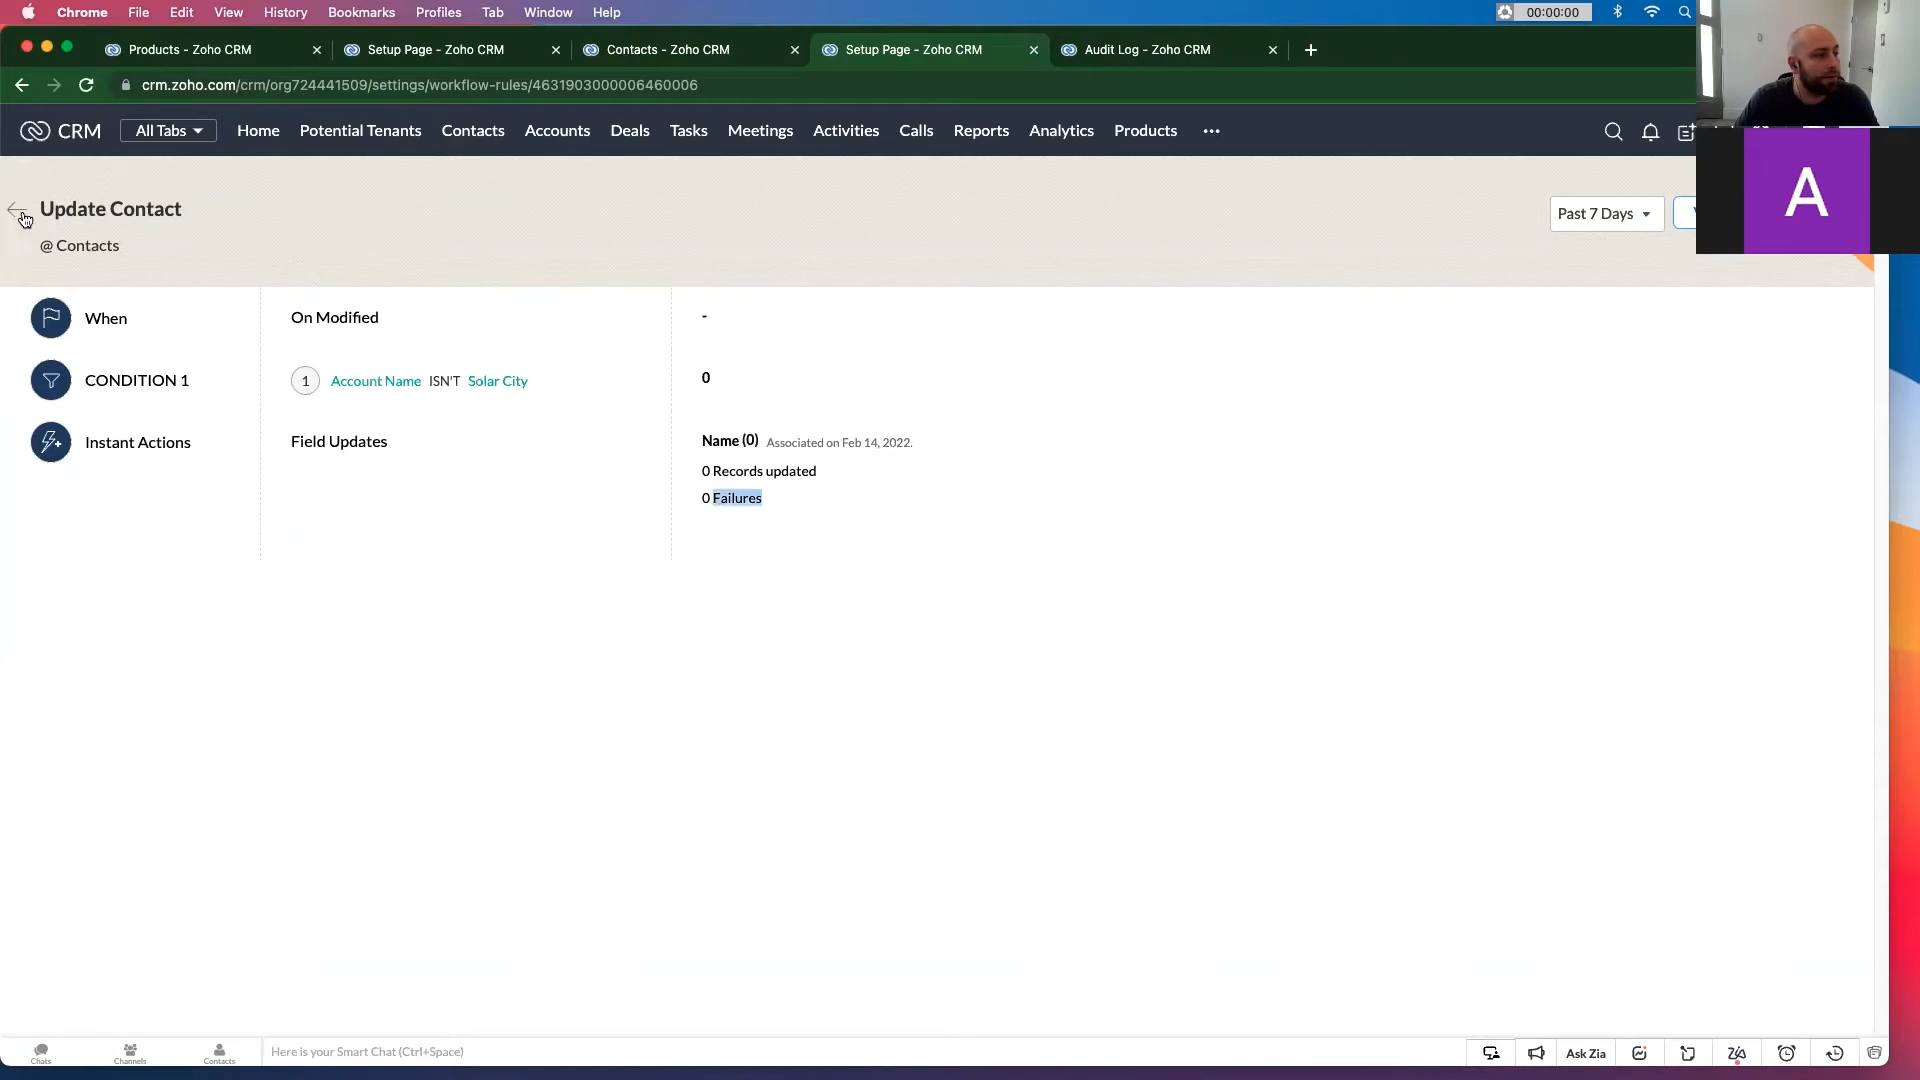 Chrome File Edit View History Bookmarks Profiles Tab Window Help 00:00:00
Products - Zoho CRM Setup Page - Zoho CRM Contacts - Zoho CRM Setup Page - Zoho CRM Audit Log - Zoho CRM
crm.zoho.com/crm/org724441509/settings/workflow-rules/4631903000006460006
CRM All Tabs Home Potential Tenants Contacts Accounts Deals Tasks Meetings Activities Calls Reports Analytics Products •••
Update Contact
Past 7 Days
A
@ Contacts
When On Modified -
CONDITION 1 1 Account Name ISN'T Solar City 0
Instant Actions Field Updates Name (0) Associated on Feb 14, 2022.
0 Records updated
0 Failures
Chats Channels Contacts Here is your Smart Chat (Ctrl+Space) Ask Zia